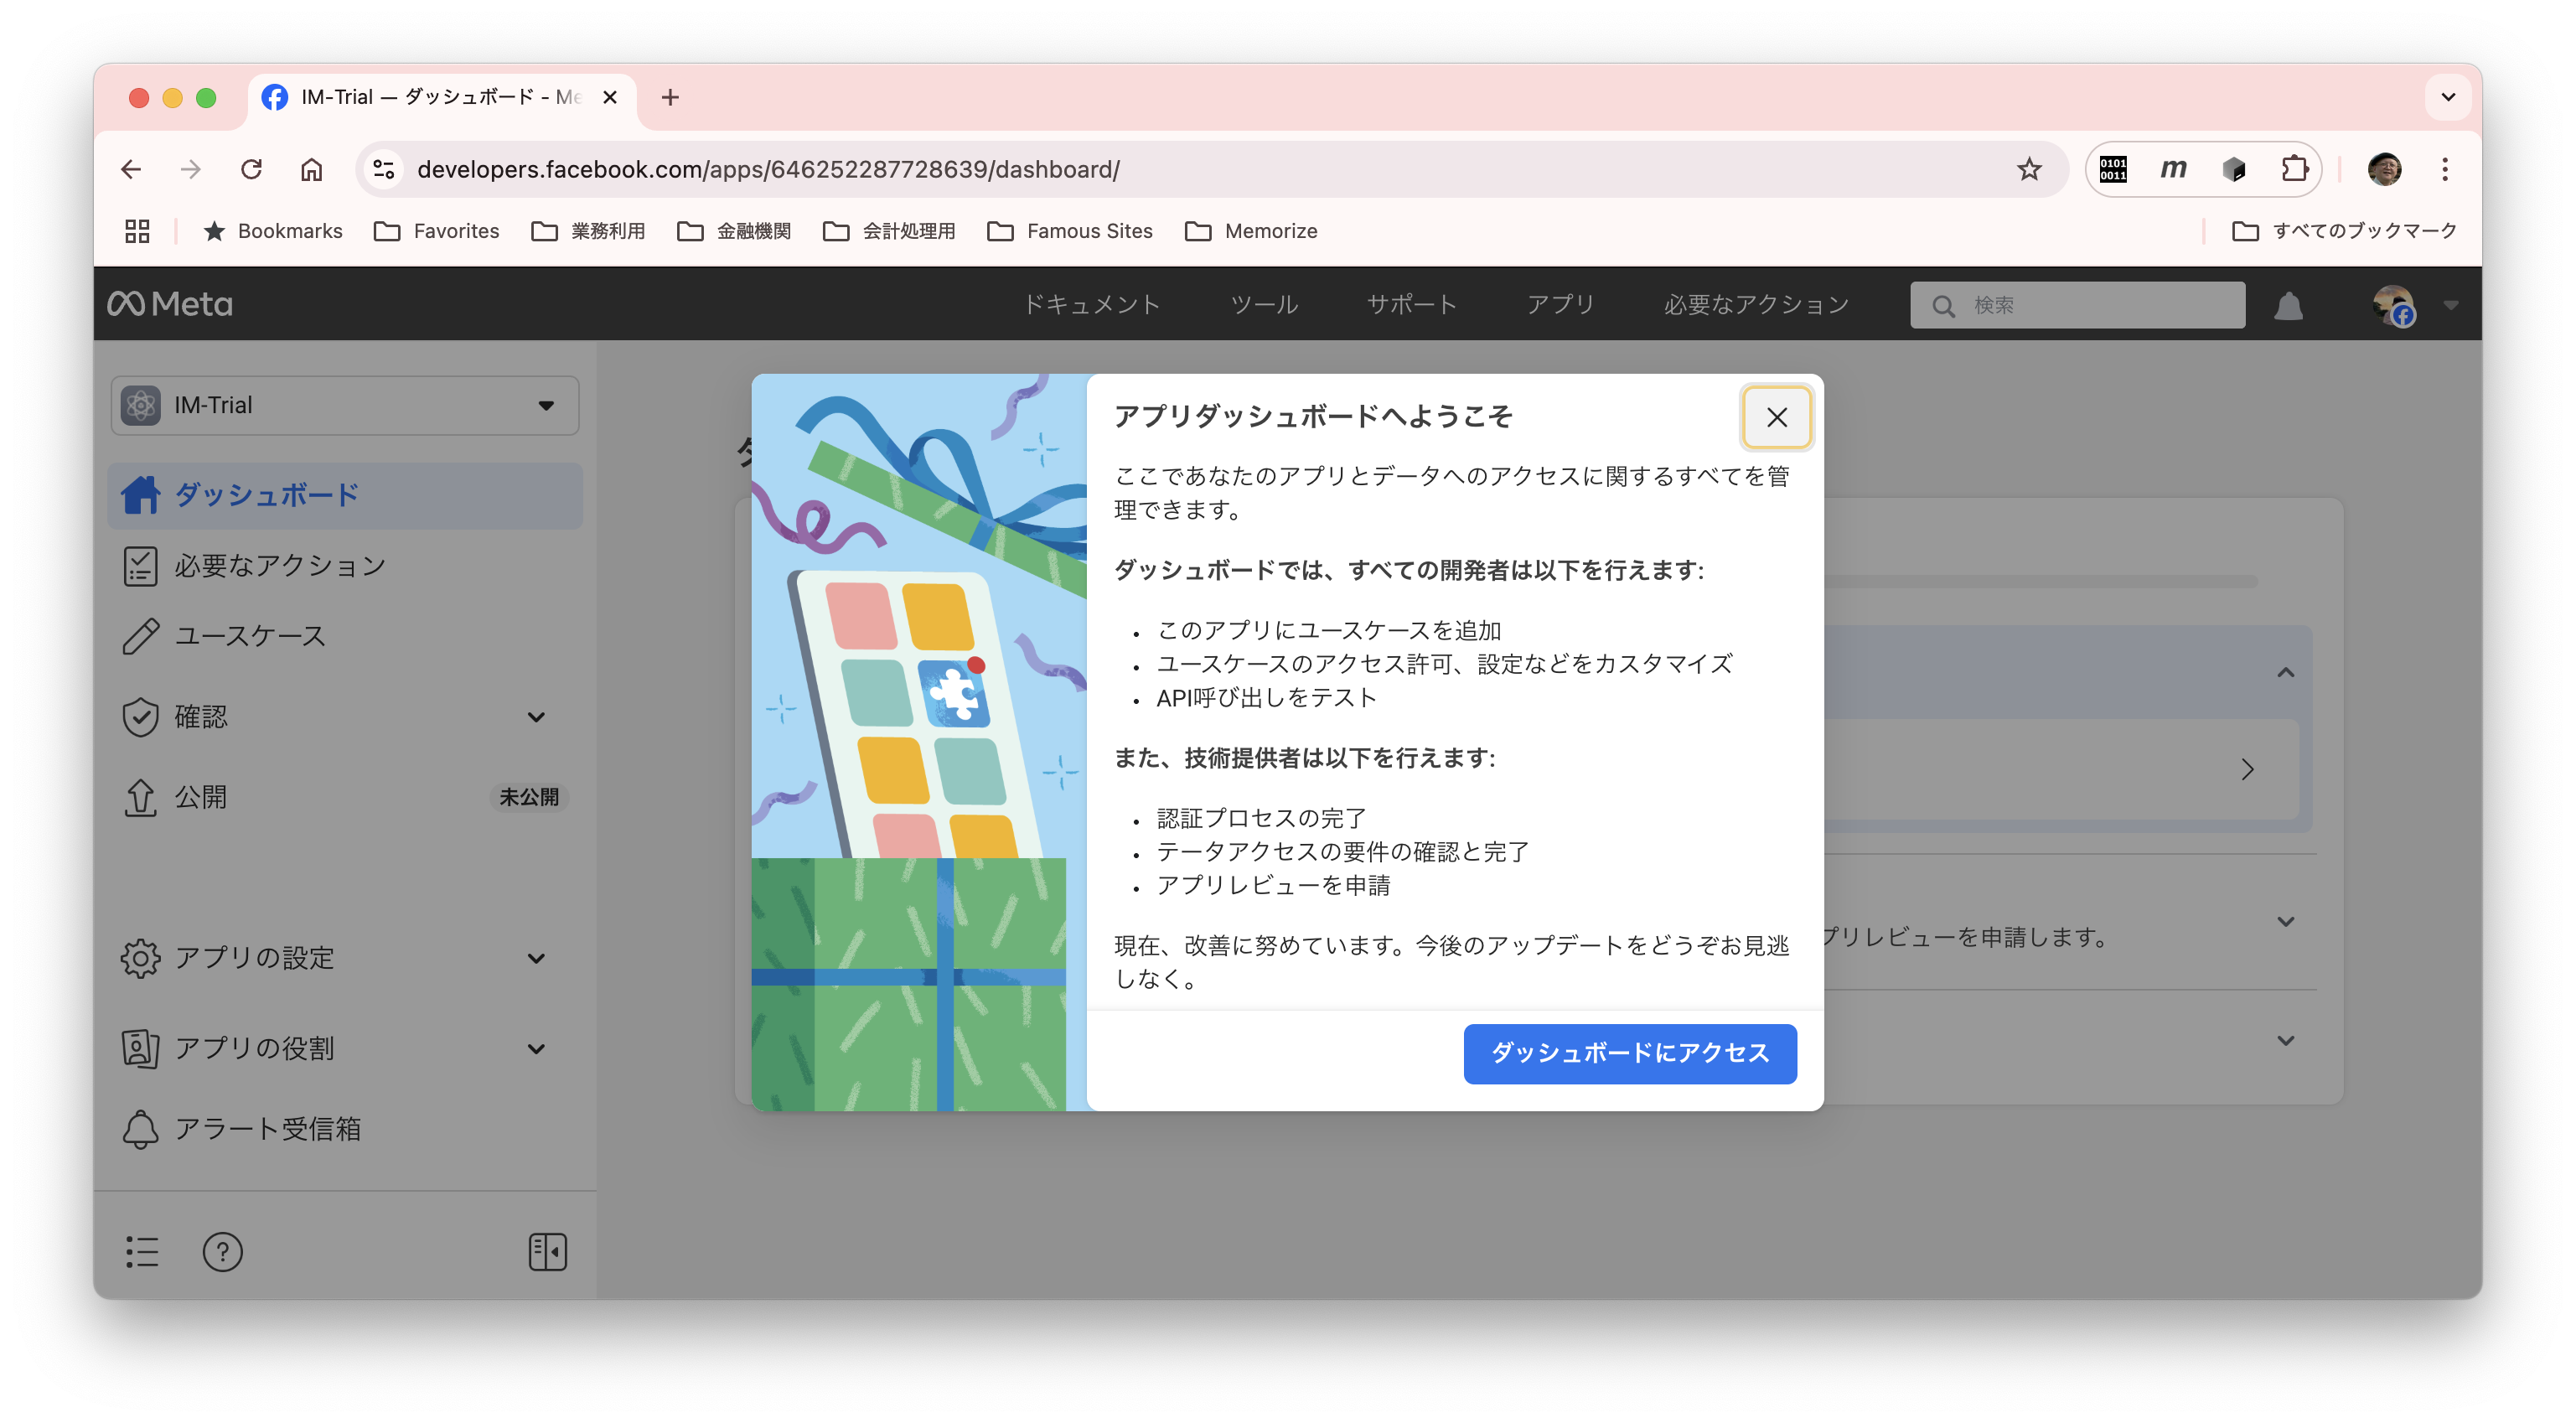 IM-Trial — ダッシュボード - Me
developers.facebook.com/apps/646252287728639/dashboard/
0101
0011
m
Bookmarks
Favorites
業務利用
金融機関
会計処理用
Famous Sites
Memorize
すべてのブックマーク
Meta
ドキュメント
ツール
サポート
アプリ
必要なアクション
検索
IM-Trial
ダッシュボード
必要なアクション
ユースケース
確認
公開
未公開
アプリの設定
アプリの役割
アラート受信箱
アプリダッシュボードへようこそ
ここであなたのアプリとデータへのアクセスに関するすべてを管
理できます。
ダッシュボードでは、すべての開発者は以下を行えます:
• このアプリにユースケースを追加
• ユースケースのアクセス許可、設定などをカスタマイズ
• API呼び出しをテスト
また、技術提供者は以下を行えます:
• 認証プロセスの完了
• テータアクセスの要件の確認と完了
• アプリレビューを申請
現在、改善に努めています。今後のアップデートをどうぞお見逃
しなく。
ダッシュボードにアクセス
プリレビューを申請します。